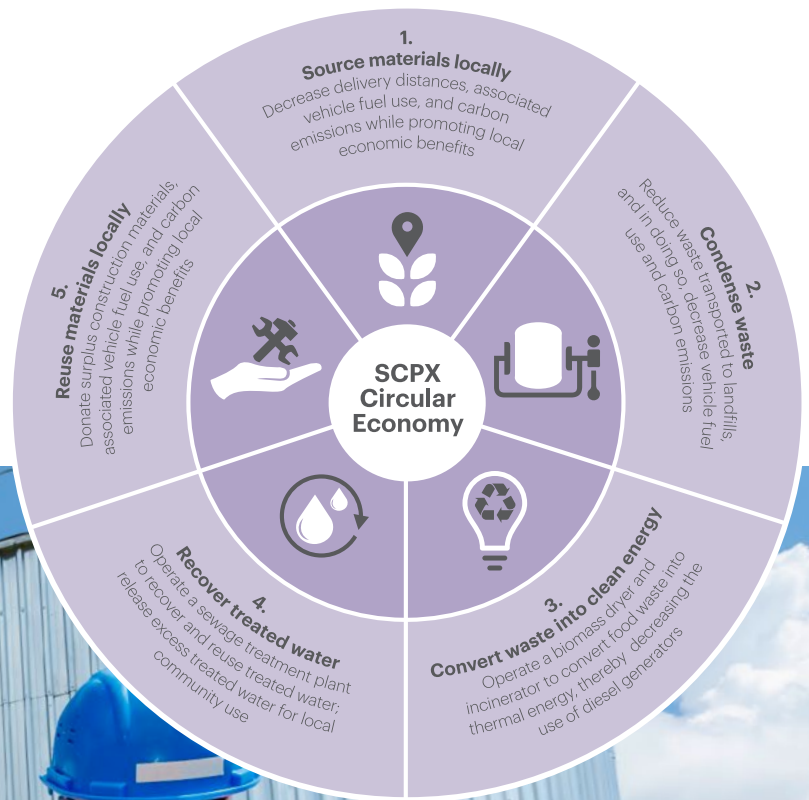 1.
Source materials locally
Decrease delivery distances, associated
vehicle fuel use, and carbon
emissions while promoting local
economic benefits
2.
Condense waste
Reduce waste transported to landfills,
and in doing so, decrease vehicle fuel
use and carbon emissions
3.
Convert waste into clean energy
Operate a biomass dryer and
incinerator to convert food waste into
thermal energy, thereby decreasing the
use of diesel generators
4.
Recover treated water
Operate a sewage treatment plant
to recover and reuse treated water;
release excess treated water for local
community use
5.
Reuse materials locally
Donate surplus construction materials,
associated vehicle fuel use, and carbon
emissions while promoting local
economic benefits
SCPX
Circular
Economy